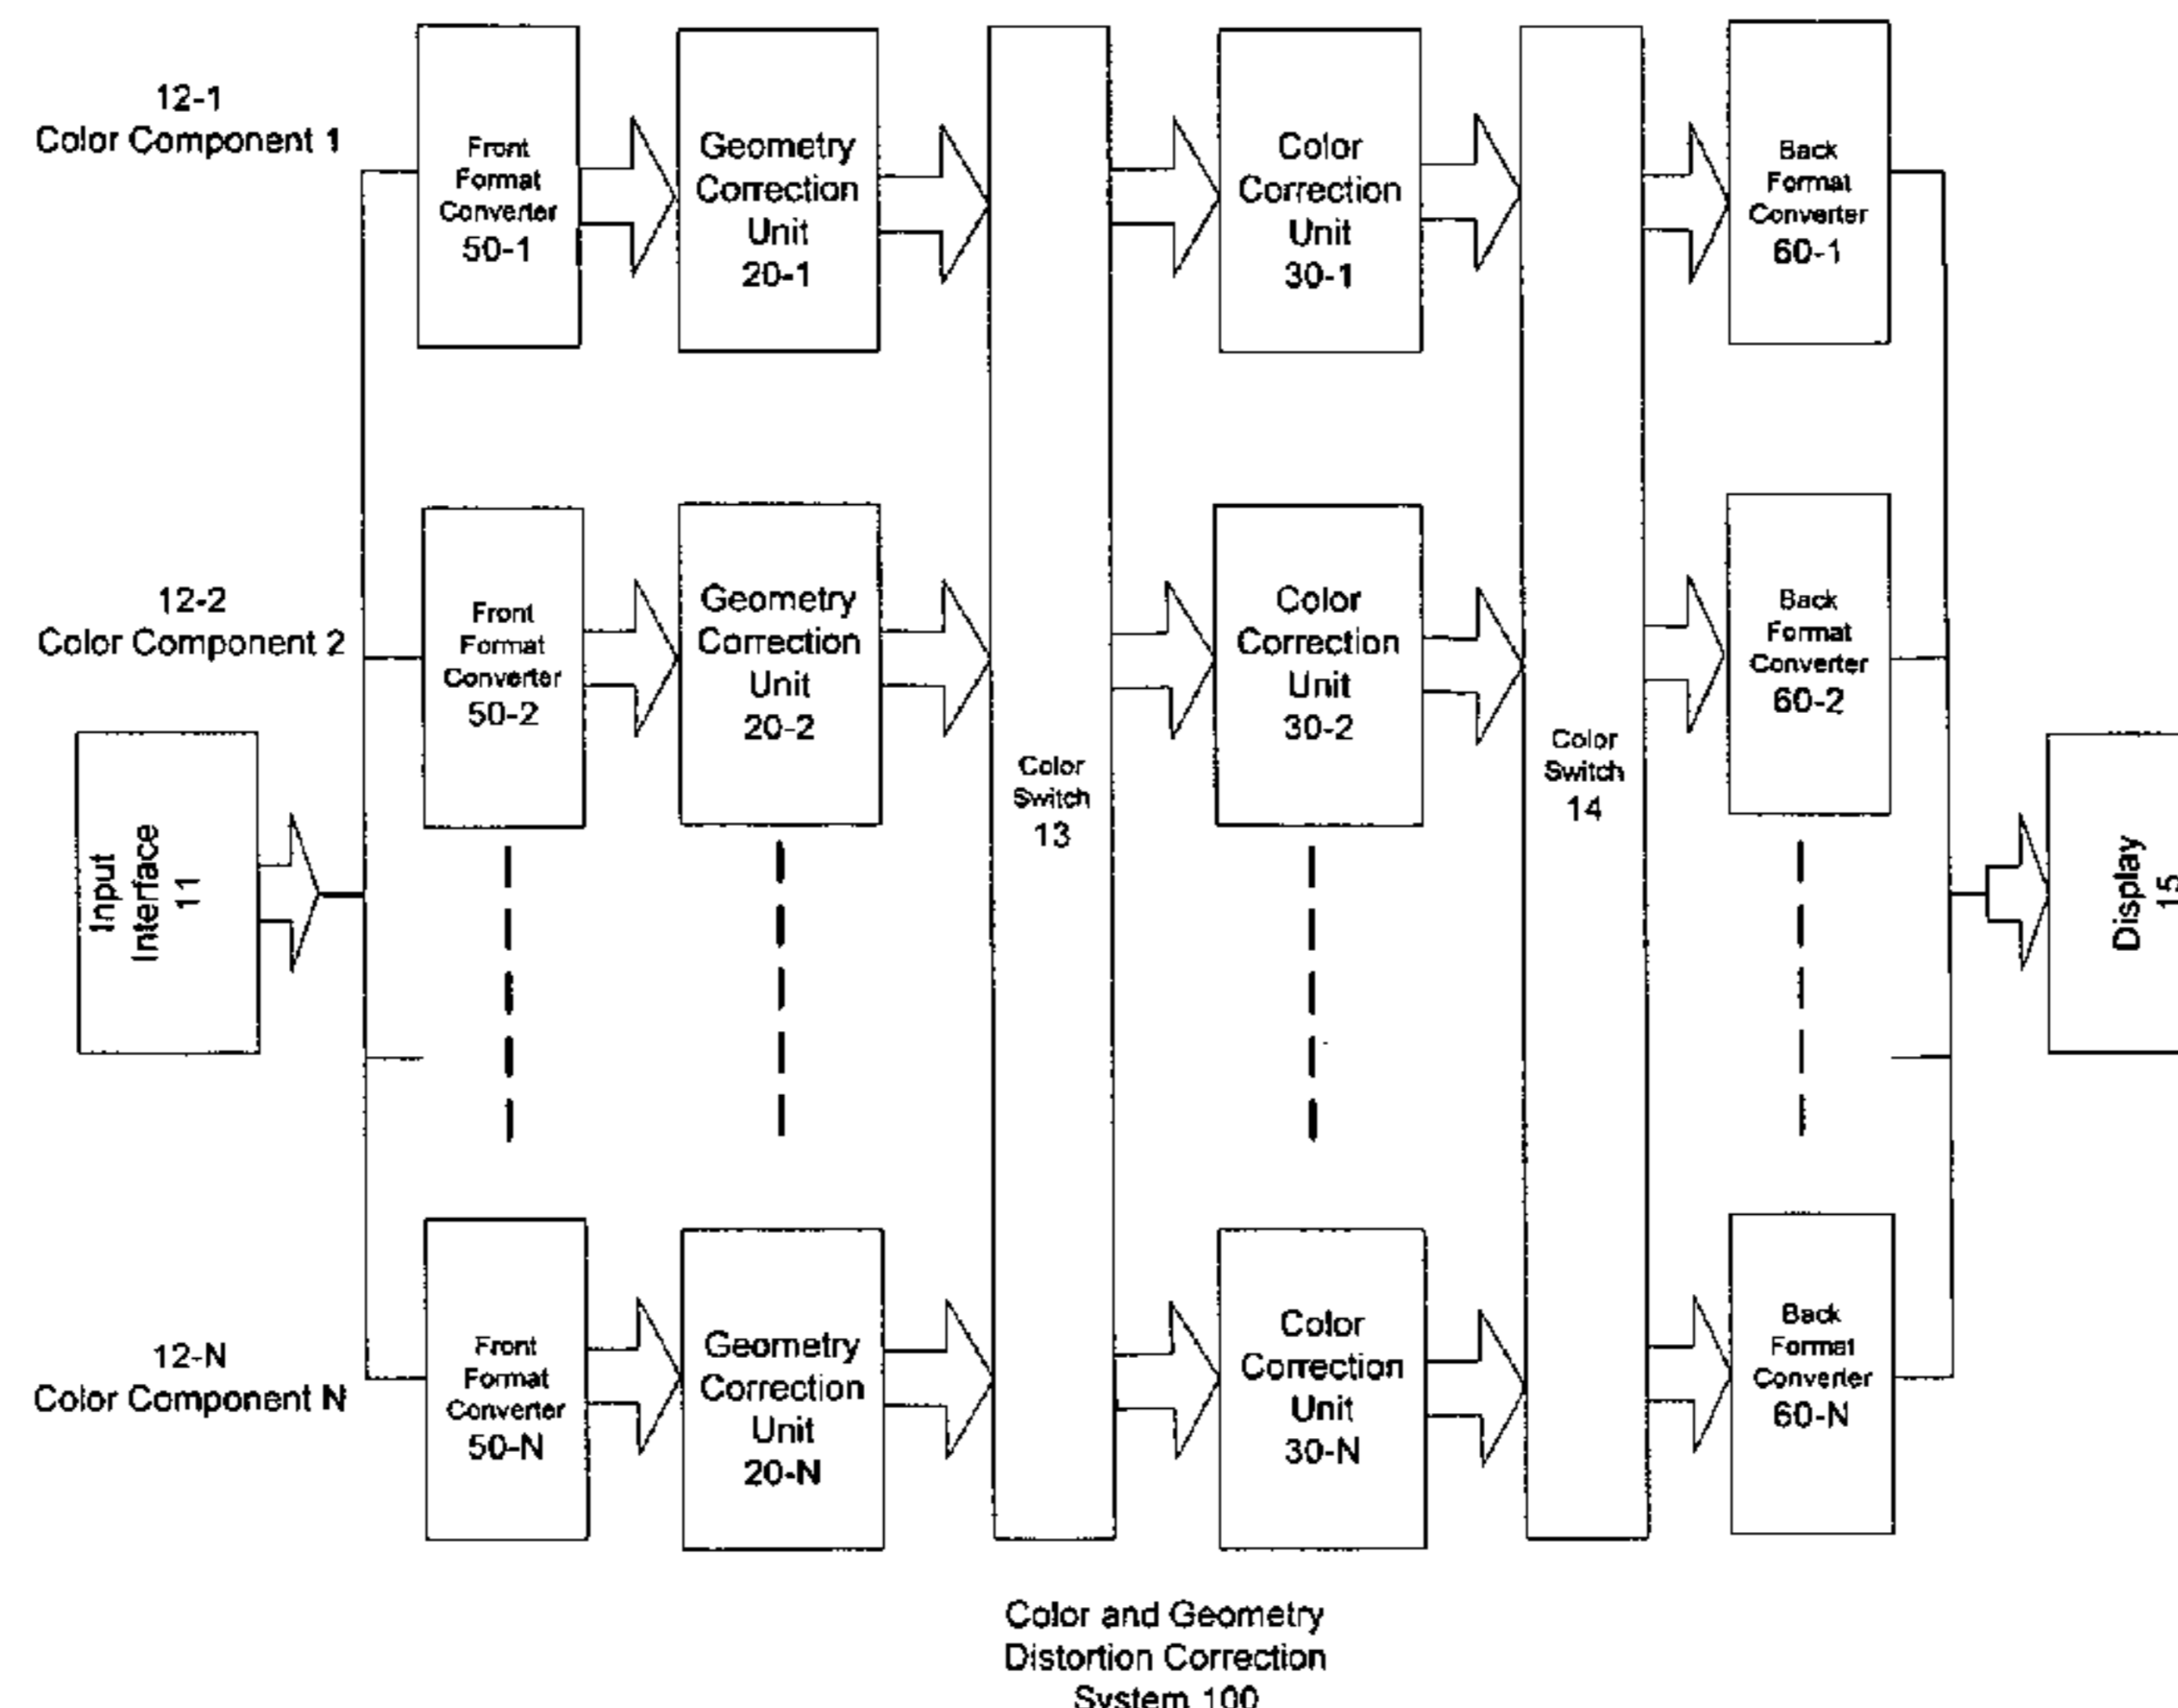 12-1
Color Component 1
Front
Format
Converter
50-1
Geometry
Correction
Unit
20-1
Color
Correction
Unit
30-1
Back
Format
Converter
60-1
12-2
Color Component 2
Front
Format
Converter
50-2
Geometry
Correction
Unit
20-2
Color
Correction
Unit
30-2
Back
Format
Converter
60-2
Input
Interface
11
Color
Switch
13
Color
Switch
14
Display
15
12-N
Color Component N
Front
Format
Converter
50-N
Geometry
Correction
Unit
20-N
Color
Correction
Unit
30-N
Back
Format
Converter
60-N
Color and Geometry
Distortion Correction
System 100